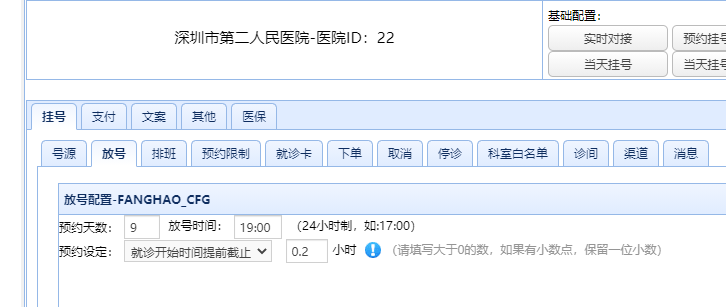 深圳市第二人民医院-医院ID：22
基础配置：
实时对接 预约挂号
当天挂号 当天挂号
挂号 支付 文案 其他 医保
号源 放号 排班 预约限制 就诊卡 下单 取消 停诊 科室白名单 诊间 渠道 消息
放号配置-FANGHAO_CFG
预约天数： 9 放号时间： 19:00 （24小时制，如:17:00）
预约设定： 就诊开始时间提前截止 0.2 小时 （请填写大于0的数，如果有小数点，保留一位小数）